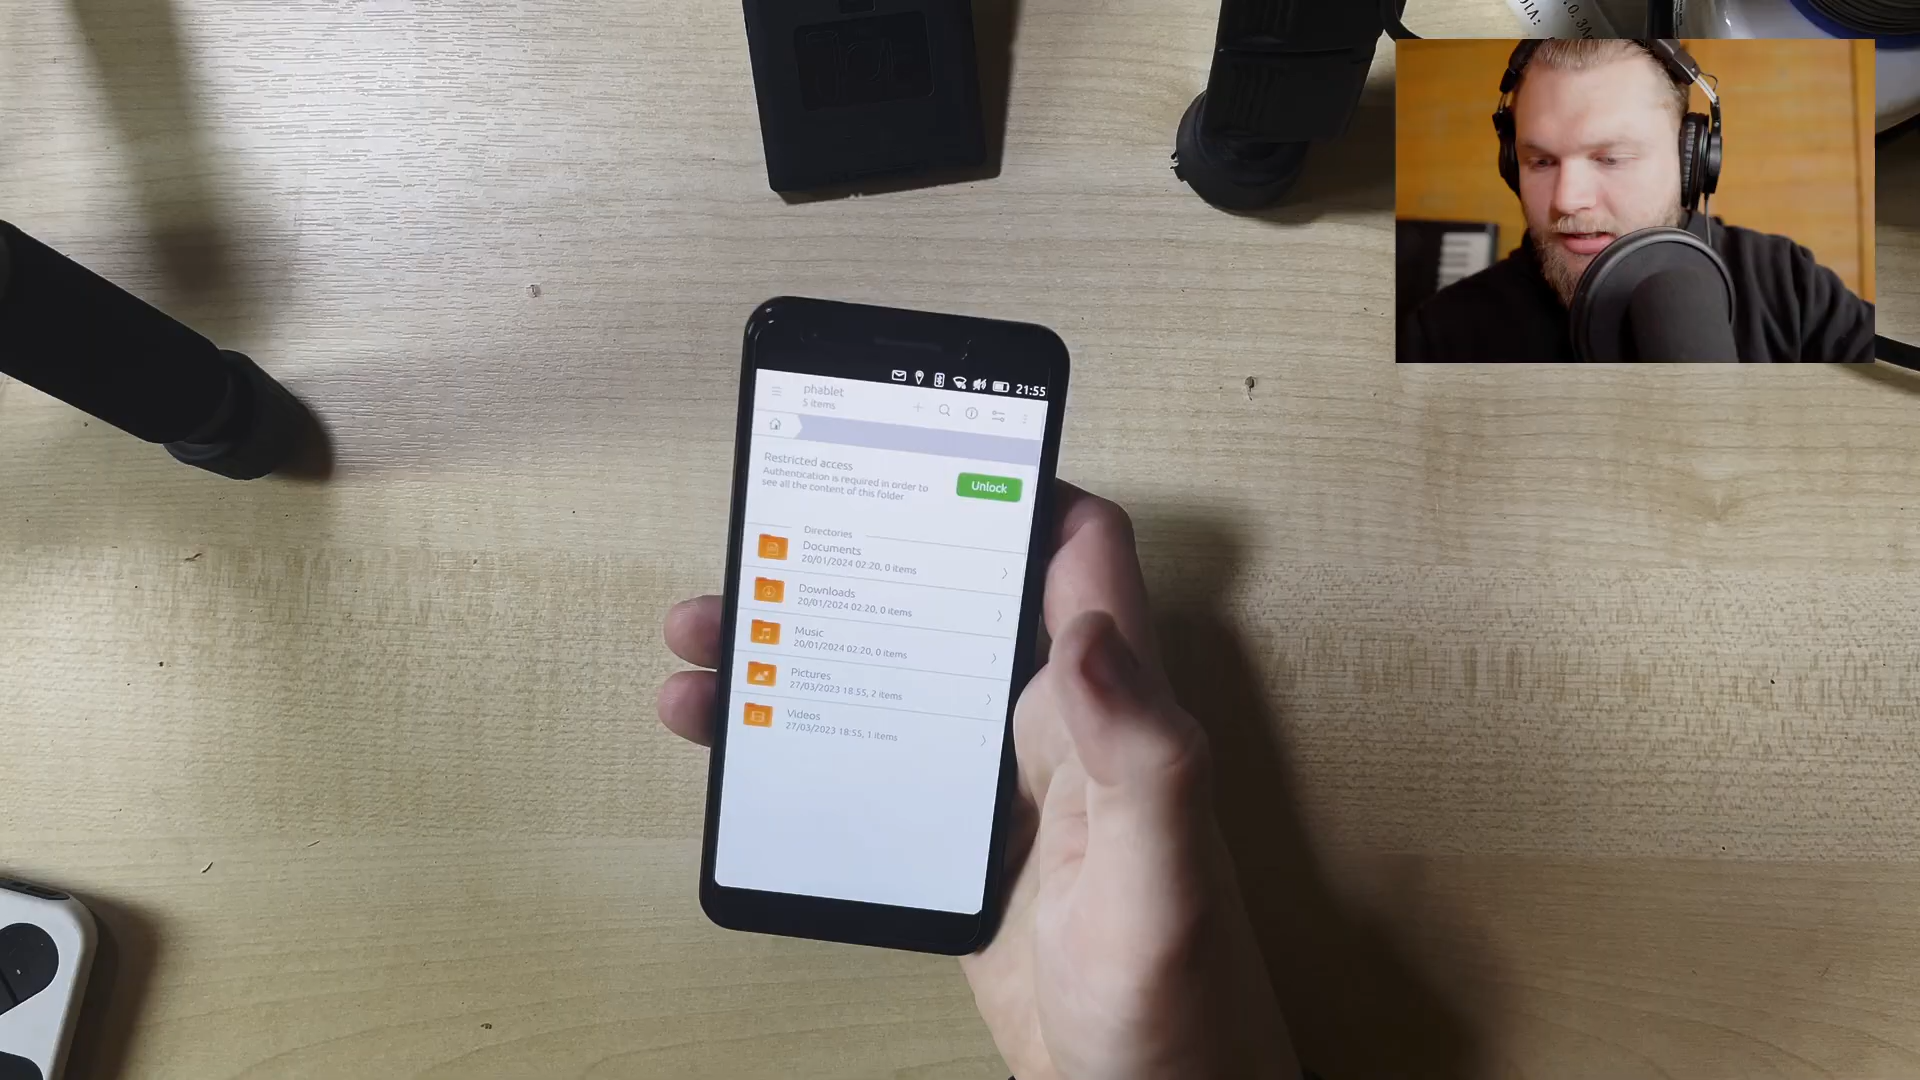 21:55
phablet
5 items
Restricted access
Authentication is required in order to
see all the content of this folder
Unlock
Directories
Documents
20/01/2024 02:20, 0 items
Downloads
20/01/2024 02:20, 0 items
Music
20/01/2024 02:20, 0 items
Pictures
27/03/2023 18:55, 2 items
Videos
27/03/2023 18:55, 1 items